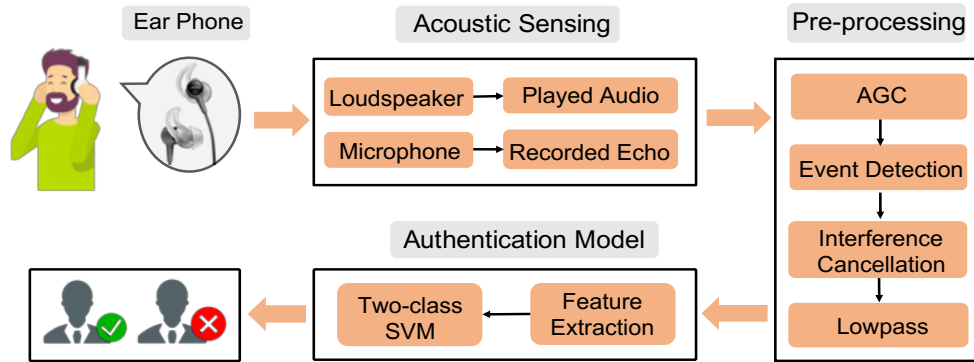 Ear Phone
Acoustic Sensing
Pre-processing
Loudspeaker
Played Audio
Microphone
Recorded Echo
AGC
Event Detection
Interference
Cancellation
Lowpass
Authentication Model
Two-class
SVM
Feature
Extraction